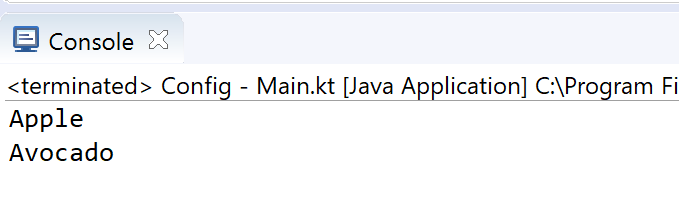 Console
<terminated> Config - Main.kt [Java Application] C:\Program Fi
Apple
Avocado